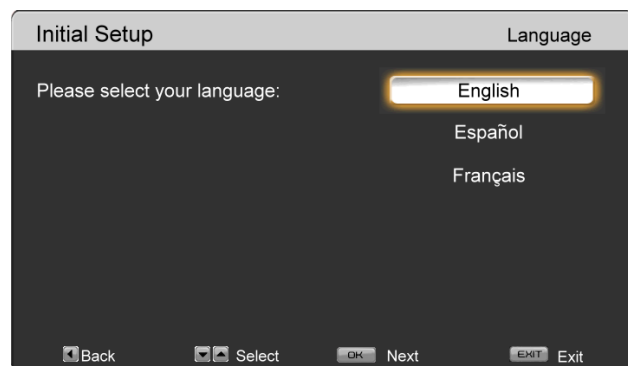 Initial Setup Language
Please select your language: English
Español
Français
Back Select OK Next EXIT Exit